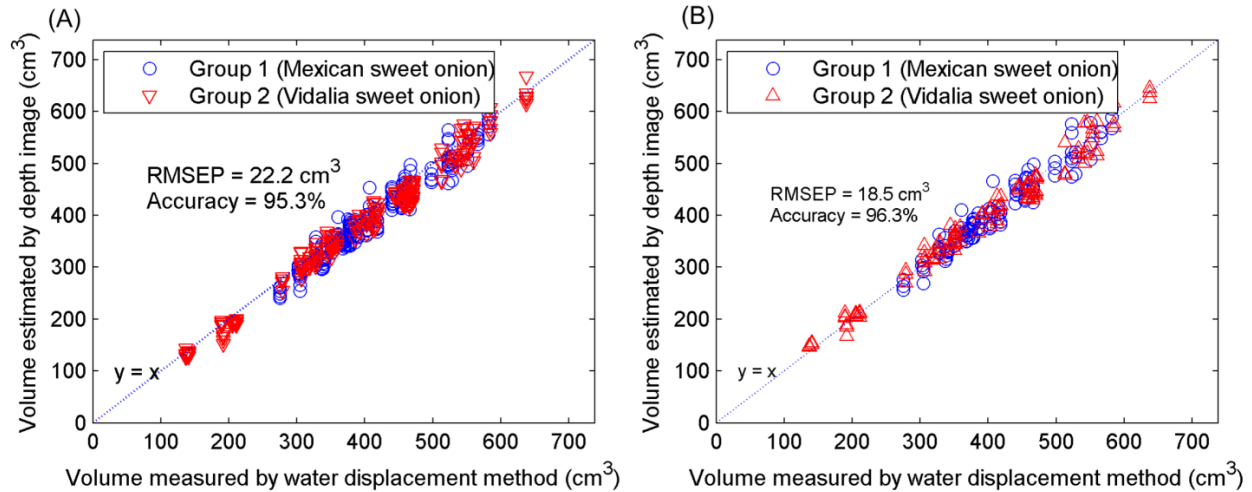 (A)
Volume estimated by depth image (cm³)
700
600
500
400
300
200
100
0
Group 1 (Mexican sweet onion)
Group 2 (Vidalia sweet onion)
RMSEP = 22.2 cm³
Accuracy = 95.3%
y = x
0 100 200 300 400 500 600 700
Volume measured by water displacement method (cm³)
(B)
Volume estimated by depth image (cm³)
700
600
500
400
300
200
100
0
Group 1 (Mexican sweet onion)
Group 2 (Vidalia sweet onion)
RMSEP = 18.5 cm³
Accuracy = 96.3%
y = x
0 100 200 300 400 500 600 700
Volume measured by water displacement method (cm³)